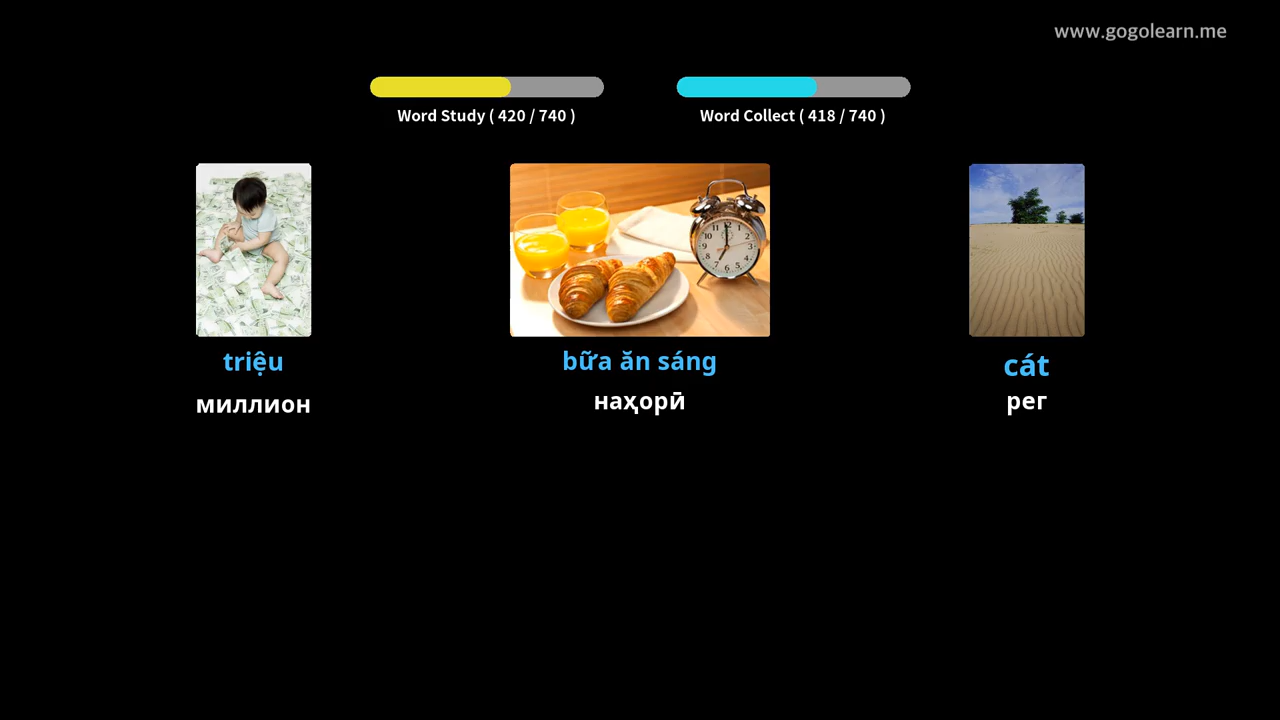 www.gogolearn.me
Word Study ( 420 / 740 )
Word Collect ( 418 / 740 )
triệu
bữa ăn sáng
cát
миллион
наҳорӣ
рег